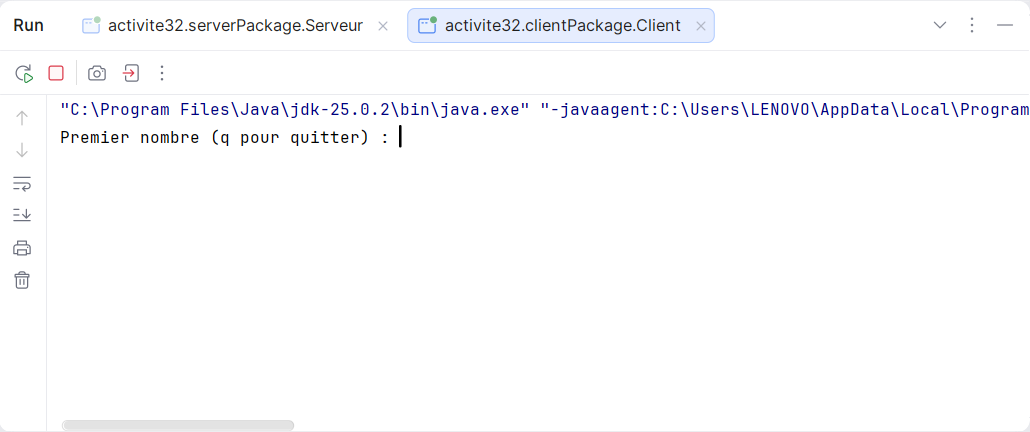 Run activite32.serverPackage.Serveur activite32.clientPackage.Client
"C:\Program Files\Java\jdk-25.0.2\bin\java.exe" "-javaagent:C:\Users\LENOVO\AppData\Local\Program
Premier nombre (q pour quitter) :